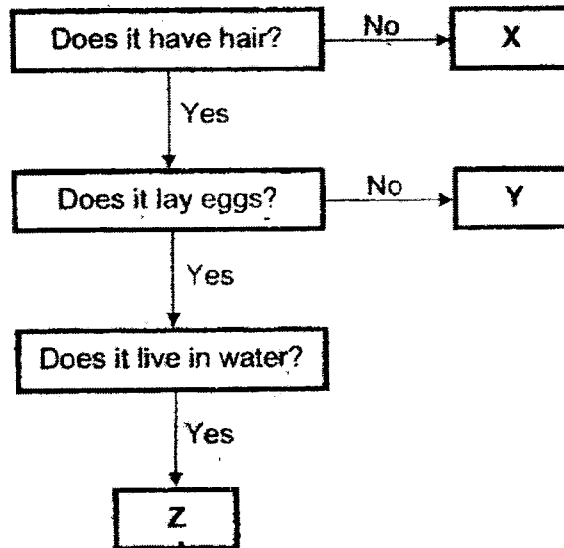 Does it have hair?
No
X
Yes
Does it lay eggs?
No
Y
Yes
Does it live in water?
Yes
Z